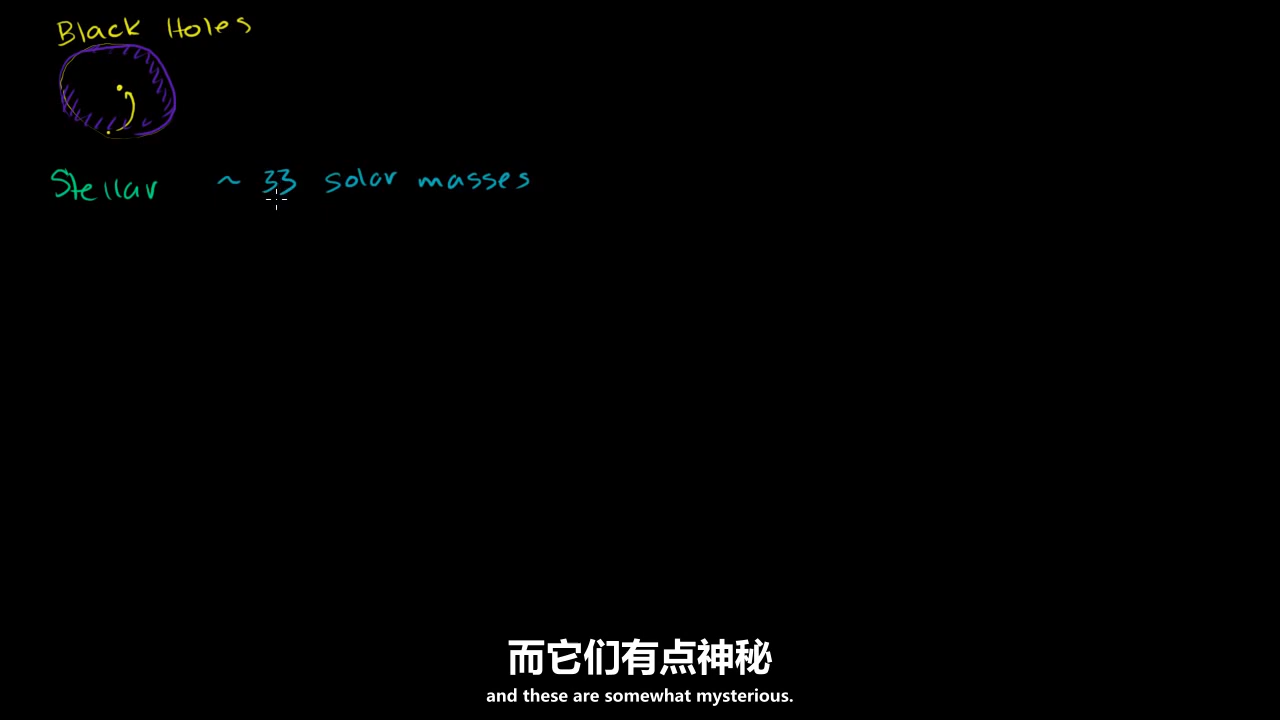 Black Holes
Stellar ~ 33 solar masses
而它们有点神秘
and these are somewhat mysterious.